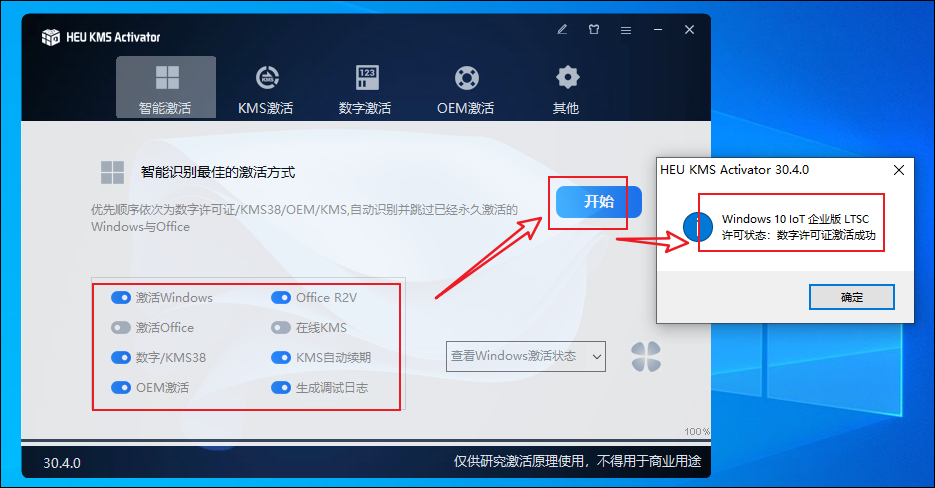 HEU KMS Activator
智能激活
KMS激活
数字激活
OEM激活
其他
智能识别最佳的激活方式
优先顺序依次为数字许可证/KMS38/OEM/KMS,自动识别并跳过已经永久激活的
Windows与Office
开始
激活Windows
Office R2V
激活Office
在线KMS
数字/KMS38
KMS自动续期
OEM激活
生成调试日志
查看Windows激活状态
100%
30.4.0
仅供研究激活原理使用，不得用于商业用途
HEU KMS Activator 30.4.0
Windows 10 IoT 企业版 LTSC
许可状态：数字许可证激活成功
确定